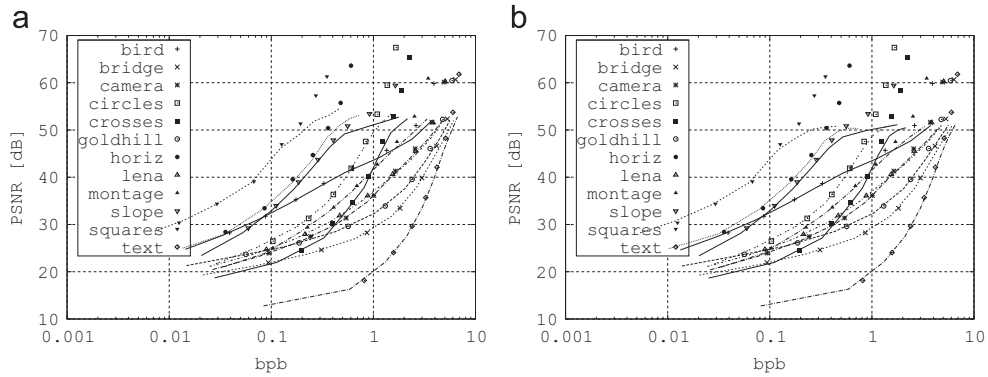 a
b
70
60
50
40
30
20
10
PSNR [dB]
bird
bridge
camera
circles
crosses
goldhill
horiz
lena
montage
slope
squares
text
0.001
0.01
0.1
1
10
bpb
70
60
50
40
30
20
10
PSNR [dB]
bird
bridge
camera
circles
crosses
goldhill
horiz
lena
montage
slope
squares
text
0.001
0.01
0.1
1
10
bpb